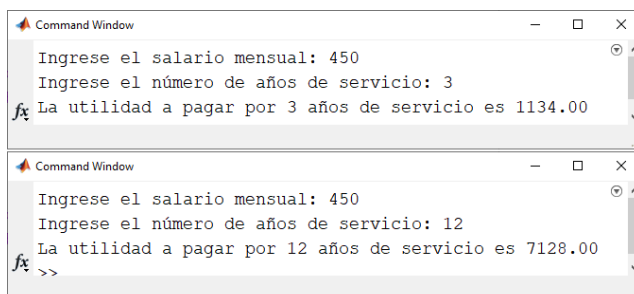 Command Window
Ingrese el salario mensual: 450
Ingrese el número de años de servicio: 3
fx La utilidad a pagar por 3 años de servicio es 1134.00
Command Window
Ingrese el salario mensual: 450
Ingrese el número de años de servicio: 12
La utilidad a pagar por 12 años de servicio es 7128.00
fx >>